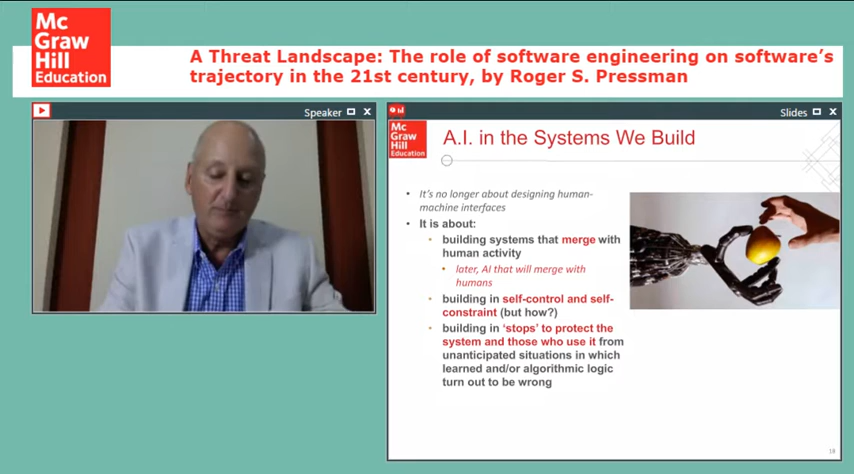 Mc
Graw
Hill
Education
A Threat Landscape: The role of software engineering on software's
trajectory in the 21st century, by Roger S. Pressman
Speaker
Slides
Mc
Graw
Hill
Education
A.I. in the Systems We Build
• It's no longer about designing human-
machine interfaces
• It is about:
• building systems that merge with
human activity
• later, AI that will merge with
humans
• building in self-control and self-
constraint (but how?)
• building in 'stops' to protect the
system and those who use it from
unanticipated situations in which
learned and/or algorithmic logic
turn out to be wrong